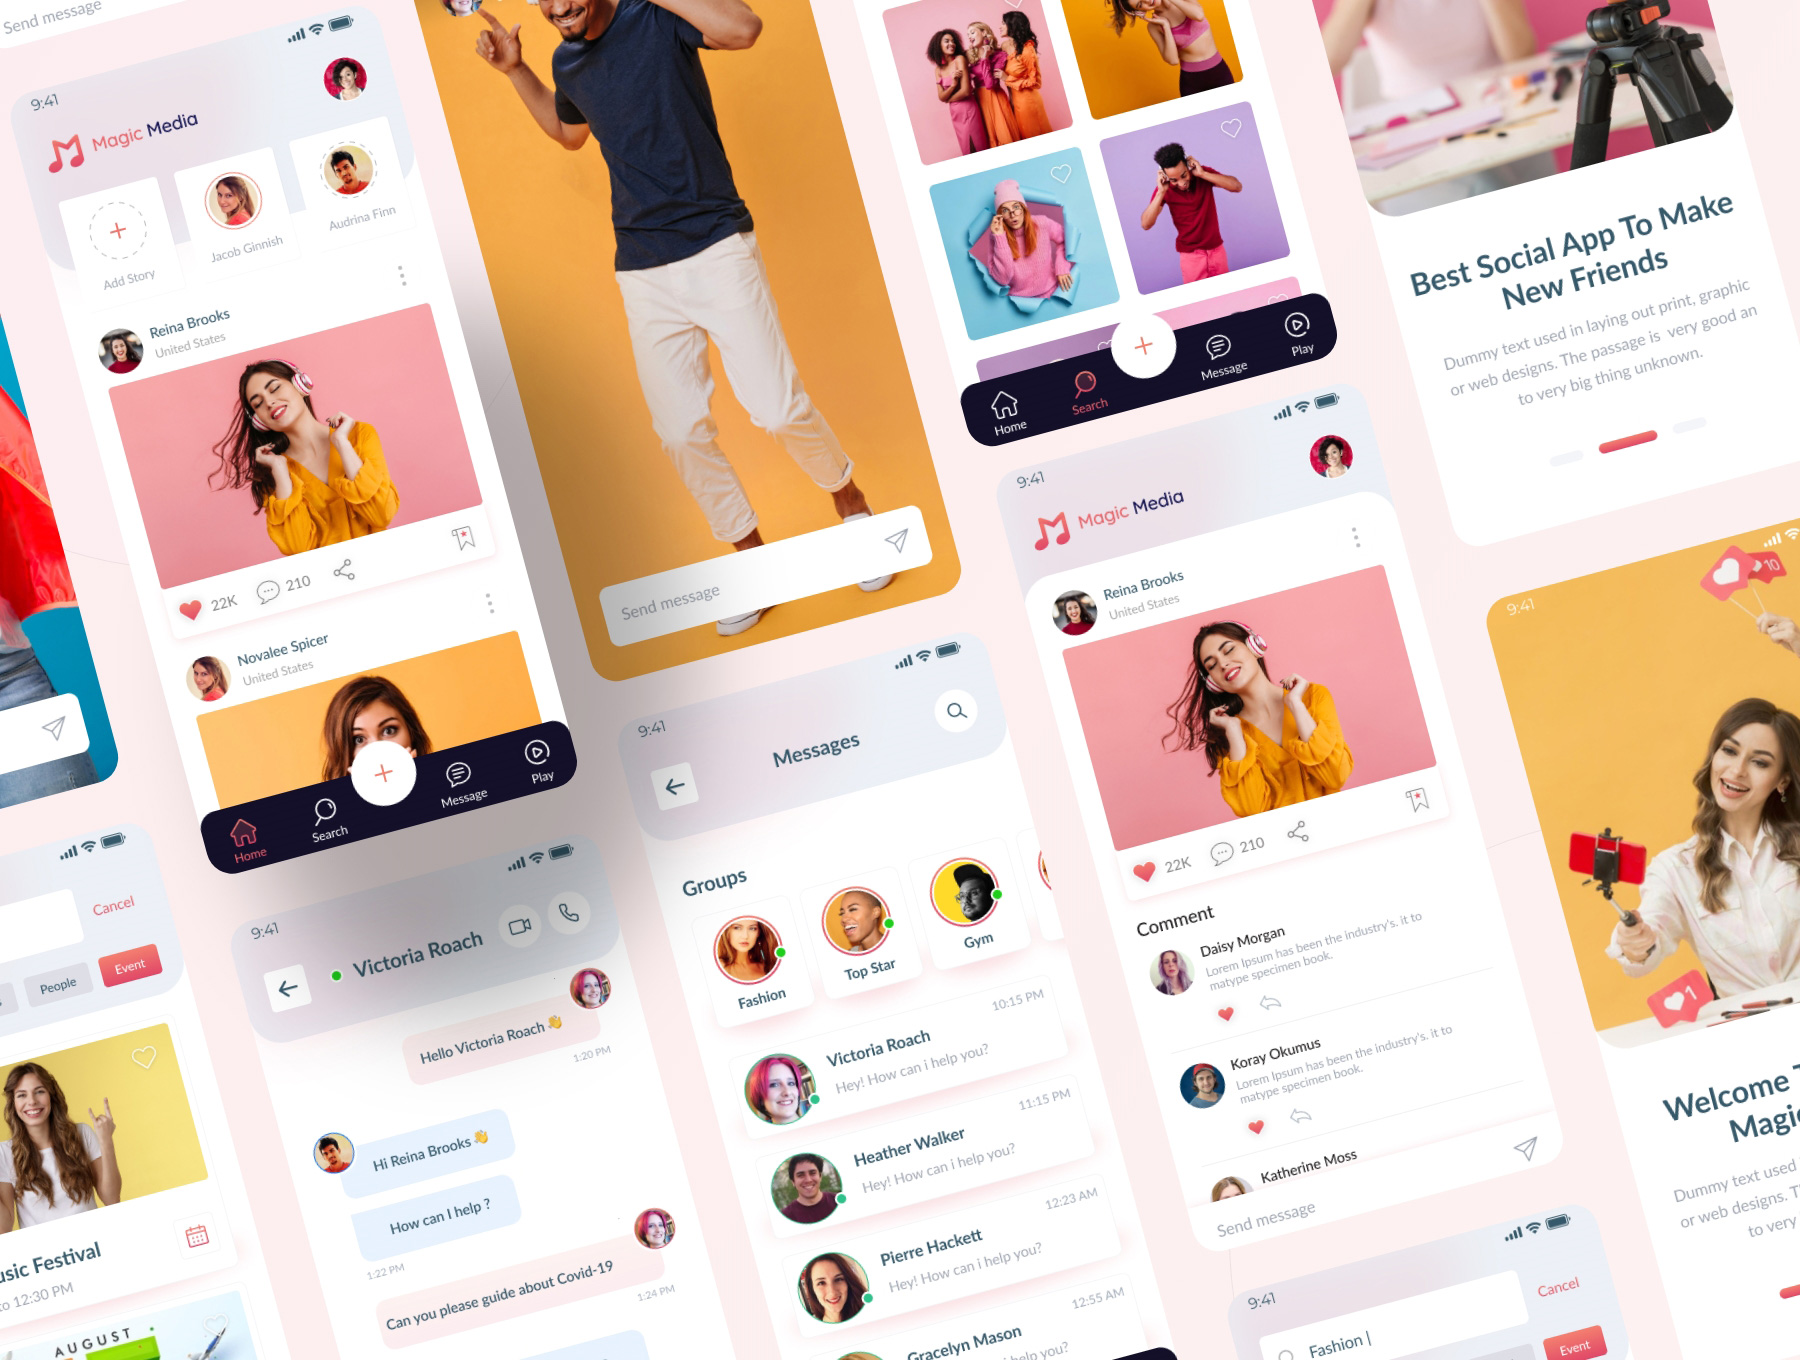 Send message
9:41
Magic Media
Add Story
Jacob Ginnish
Audrina Finn
Reina Brooks
United States
22K
210
Novalee Spicer
United States
Home
Search
Message
Play
Send message
Home
Search
Message
Play
Best Social App To Make
New Friends
Dummy text used in laying out print, graphic
or web designs. The passage is very good an
to very big thing unknown.
9:41
Magic Media
Reina Brooks
United States
22K
210
Comment
Daisy Morgan
Lorem Ipsum has been the industry's. it to
matype specimen book.
Koray Okumus
Lorem Ipsum has been the industry's. it to
matype specimen book.
Katherine Moss
Send message
9:41
Messages
Groups
Fashion
Top Star
Gym
10:15 PM
Victoria Roach
Hey! How can i help you?
11:15 PM
Heather Walker
Hey! How can i help you?
12:23 AM
Pierre Hackett
Hey! How can i help you?
12:55 AM
Gracelyn Mason
help you?
9:41
Victoria Roach
Hello Victoria Roach 👋
1:20 PM
Hi Reina Brooks 👋
How can I help ?
1:22 PM
Can you please guide about Covid-19
1:24 PM
Cancel
People
Event
usic Festival
to 12:30 PM
AUGUST
9:41
10
1
Welcome T
Magic
Dummy text used
or web designs. T
to very
9:41
Fashion |
Cancel
Event